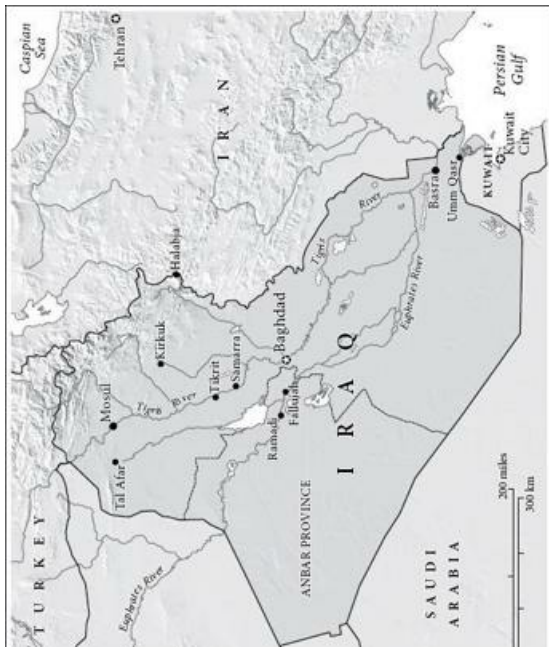 TURKEY
Caspian
Sea
Tehran
Mosul
Tal Afar
Tigris River
Euphrates River
Kirkuk
Halabja
Tikrit
Samarra
IRAN
Ramadi
Fallujah
Baghdad
ANBAR PROVINCE
IRAQ
Tigris River
Euphrates River
Basra
Umm Qasr
SAUDI
ARABIA
KUWAIT
Kuwait
City
Persian
Gulf
200 miles
300 km